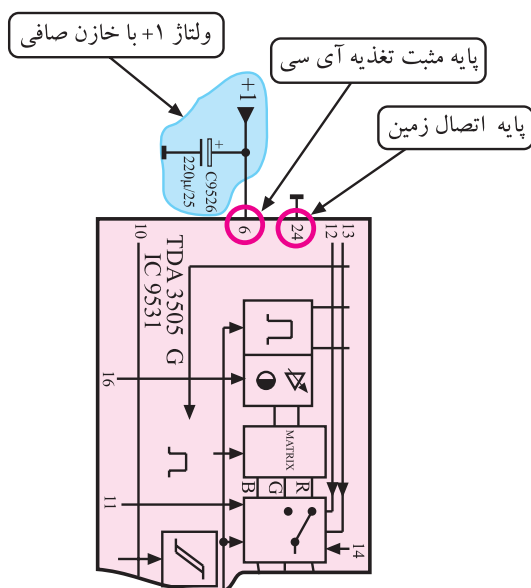 ولتاژ ۱+ با خازن صافی
پایه مثبت تغذیه آی سی
پایه اتصال زمین
+1
+
C9526
220µ/25
10
6
24
12
13
TDA 3505 G
IC 9531
16
MATRIX
B
G
R
11
14